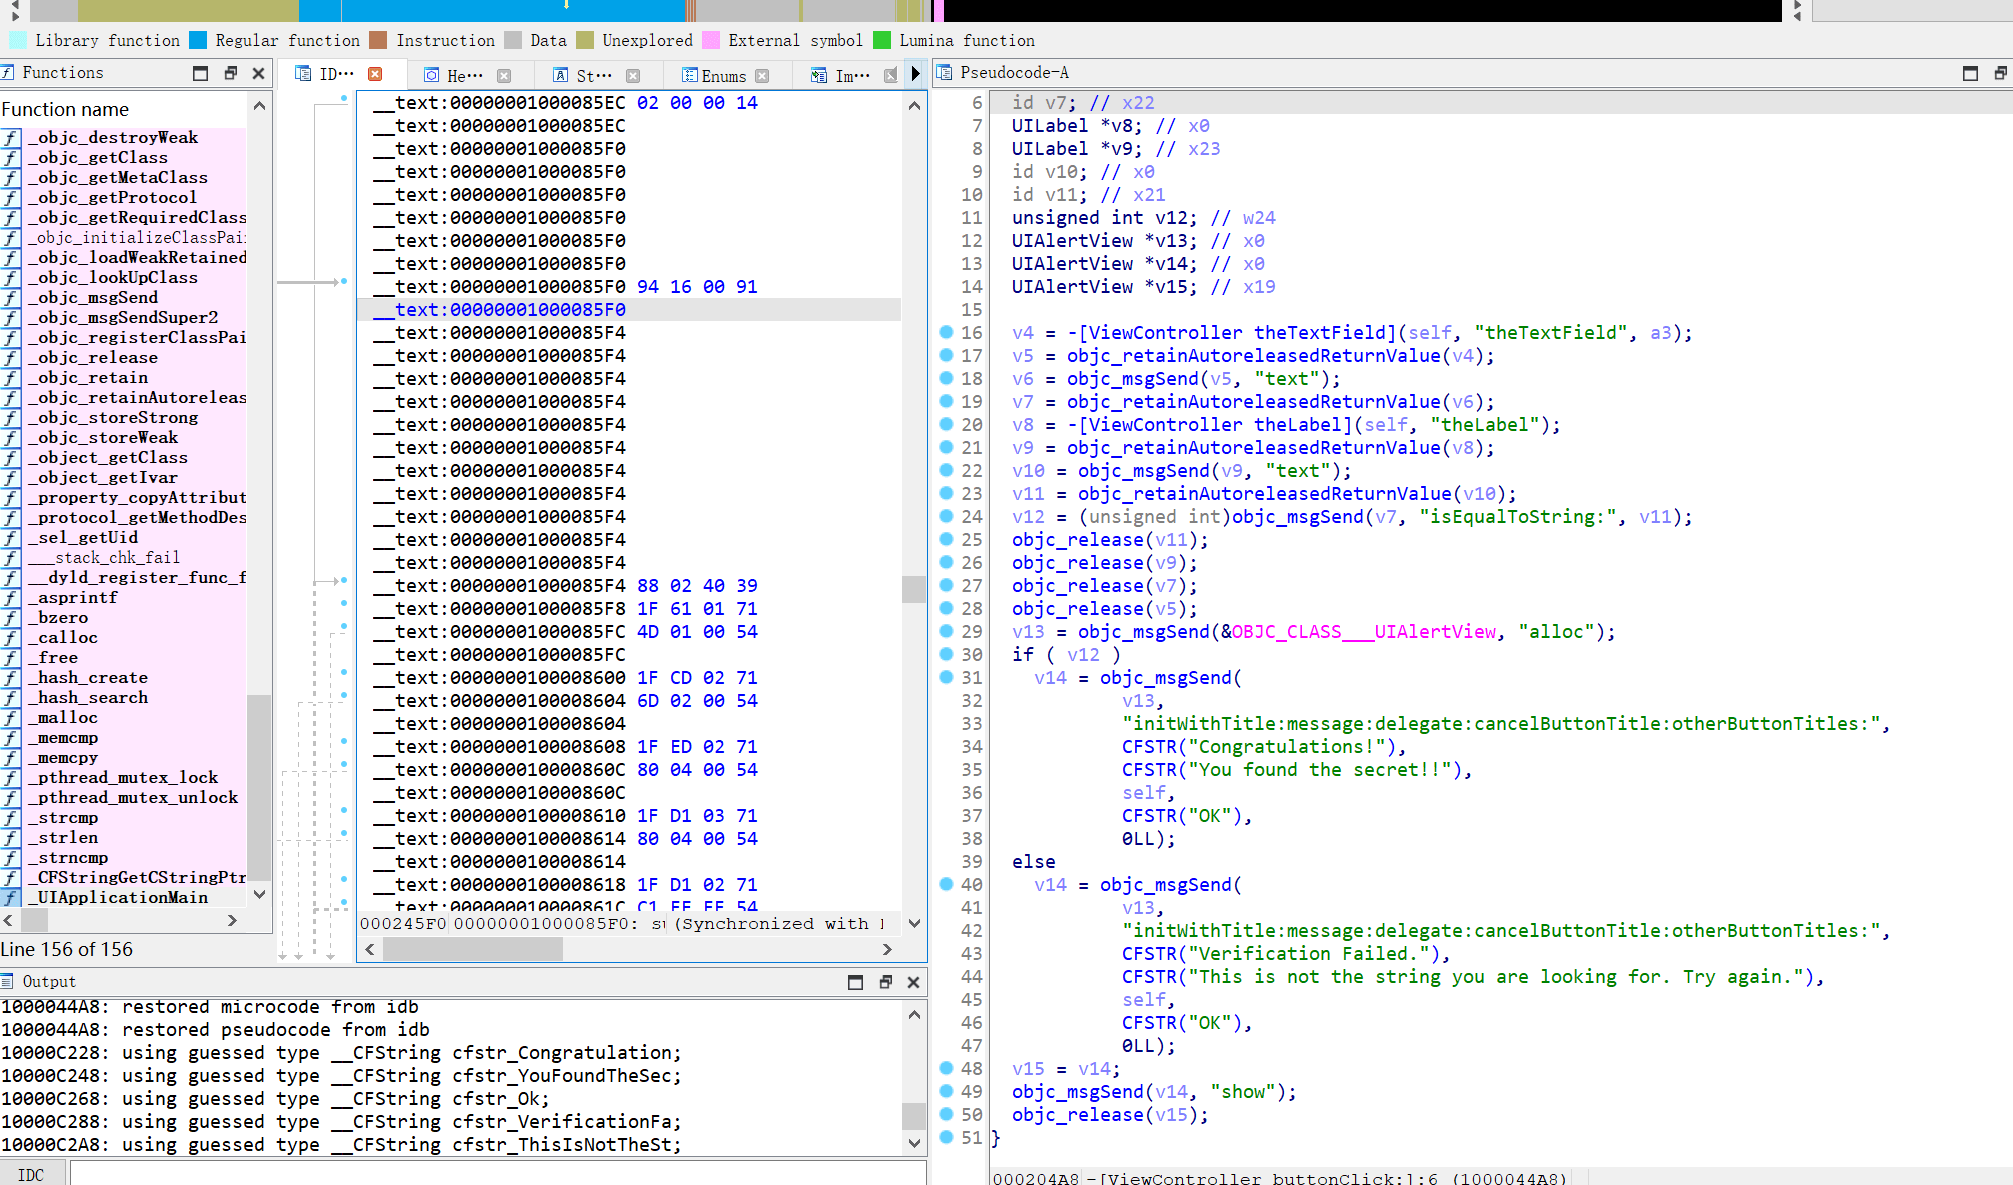 Library function Regular function Instruction Data Unexplored External symbol Lumina function
Functions
Function name
_objc_destroyWeak
_objc_getClass
_objc_getMetaClass
_objc_getProtocol
_objc_getRequiredClass
_objc_initializeClassPai
_objc_loadWeakRetained
_objc_lookUpClass
_objc_msgSend
_objc_msgSendSuper2
_objc_registerClassPai
_objc_release
_objc_retain
_objc_retainAutoreleas
_objc_storeStrong
_objc_storeWeak
_object_getClass
_object_getIvar
_property_copyAttribut
_protocol_getMethodDes
_sel_getUid
___stack_chk_fail
__dyld_register_func_f
_asprintf
_bzero
_calloc
_free
_hash_create
_hash_search
_malloc
_memcmp
_memcpy
_pthread_mutex_lock
_pthread_mutex_unlock
_strcmp
_strlen
_strncmp
_CFStringGetCStringPtr
_UIApplicationMain
Line 156 of 156
ID… He… St… Enums Im…
__text:00000001000085EC 02 00 00 14
__text:00000001000085EC
__text:00000001000085F0
__text:00000001000085F0
__text:00000001000085F0
__text:00000001000085F0
__text:00000001000085F0
__text:00000001000085F0
__text:00000001000085F0 94 16 00 91
__text:00000001000085F0
__text:00000001000085F4
__text:00000001000085F4
__text:00000001000085F4
__text:00000001000085F4
__text:00000001000085F4
__text:00000001000085F4
__text:00000001000085F4
__text:00000001000085F4
__text:00000001000085F4
__text:00000001000085F4
__text:00000001000085F4
__text:00000001000085F4 88 02 40 39
__text:00000001000085F8 1F 61 01 71
__text:00000001000085FC 4D 01 00 54
__text:00000001000085FC
__text:0000000100008600 1F CD 02 71
__text:0000000100008604 6D 02 00 54
__text:0000000100008604
__text:0000000100008608 1F ED 02 71
__text:000000010000860C 80 04 00 54
__text:000000010000860C
__text:0000000100008610 1F D1 03 71
__text:0000000100008614 80 04 00 54
__text:0000000100008614
__text:0000000100008618 1F D1 02 71
__text:000000010000861C C1 FE FF 54
000245F0 00000001000085F0: su (Synchronized with
Pseudocode-A
6 id v7; // x22
7 UILabel *v8; // x0
8 UILabel *v9; // x23
9 id v10; // x0
10 id v11; // x21
11 unsigned int v12; // w24
12 UIAlertView *v13; // x0
13 UIAlertView *v14; // x0
14 UIAlertView *v15; // x19
15
16 v4 = -[ViewController theTextField](self, "theTextField", a3);
17 v5 = objc_retainAutoreleasedReturnValue(v4);
18 v6 = objc_msgSend(v5, "text");
19 v7 = objc_retainAutoreleasedReturnValue(v6);
20 v8 = -[ViewController theLabel](self, "theLabel");
21 v9 = objc_retainAutoreleasedReturnValue(v8);
22 v10 = objc_msgSend(v9, "text");
23 v11 = objc_retainAutoreleasedReturnValue(v10);
24 v12 = (unsigned int)objc_msgSend(v7, "isEqualToString:", v11);
25 objc_release(v11);
26 objc_release(v9);
27 objc_release(v7);
28 objc_release(v5);
29 v13 = objc_msgSend(&OBJC_CLASS___UIAlertView, "alloc");
30 if ( v12 )
31 v14 = objc_msgSend(
32 v13,
33 "initWithTitle:message:delegate:cancelButtonTitle:otherButtonTitles:",
34 CFSTR("Congratulations!"),
35 CFSTR("You found the secret!!"),
36 self,
37 CFSTR("OK"),
38 0LL);
39 else
40 v14 = objc_msgSend(
41 v13,
42 "initWithTitle:message:delegate:cancelButtonTitle:otherButtonTitles:",
43 CFSTR("Verification Failed."),
44 CFSTR("This is not the string you are looking for. Try again."),
45 self,
46 CFSTR("OK"),
47 0LL);
48 v15 = v14;
49 objc_msgSend(v14, "show");
50 objc_release(v15);
51 }
000204A8 -[ViewController buttonClick:]:6 (1000044A8)
Output
1000044A8: restored microcode from idb
1000044A8: restored pseudocode from idb
10000C228: using guessed type __CFString cfstr_Congratulation;
10000C248: using guessed type __CFString cfstr_YouFoundTheSec;
10000C268: using guessed type __CFString cfstr_Ok;
10000C288: using guessed type __CFString cfstr_VerificationFa;
10000C2A8: using guessed type __CFString cfstr_ThisIsNotTheSt;
IDC